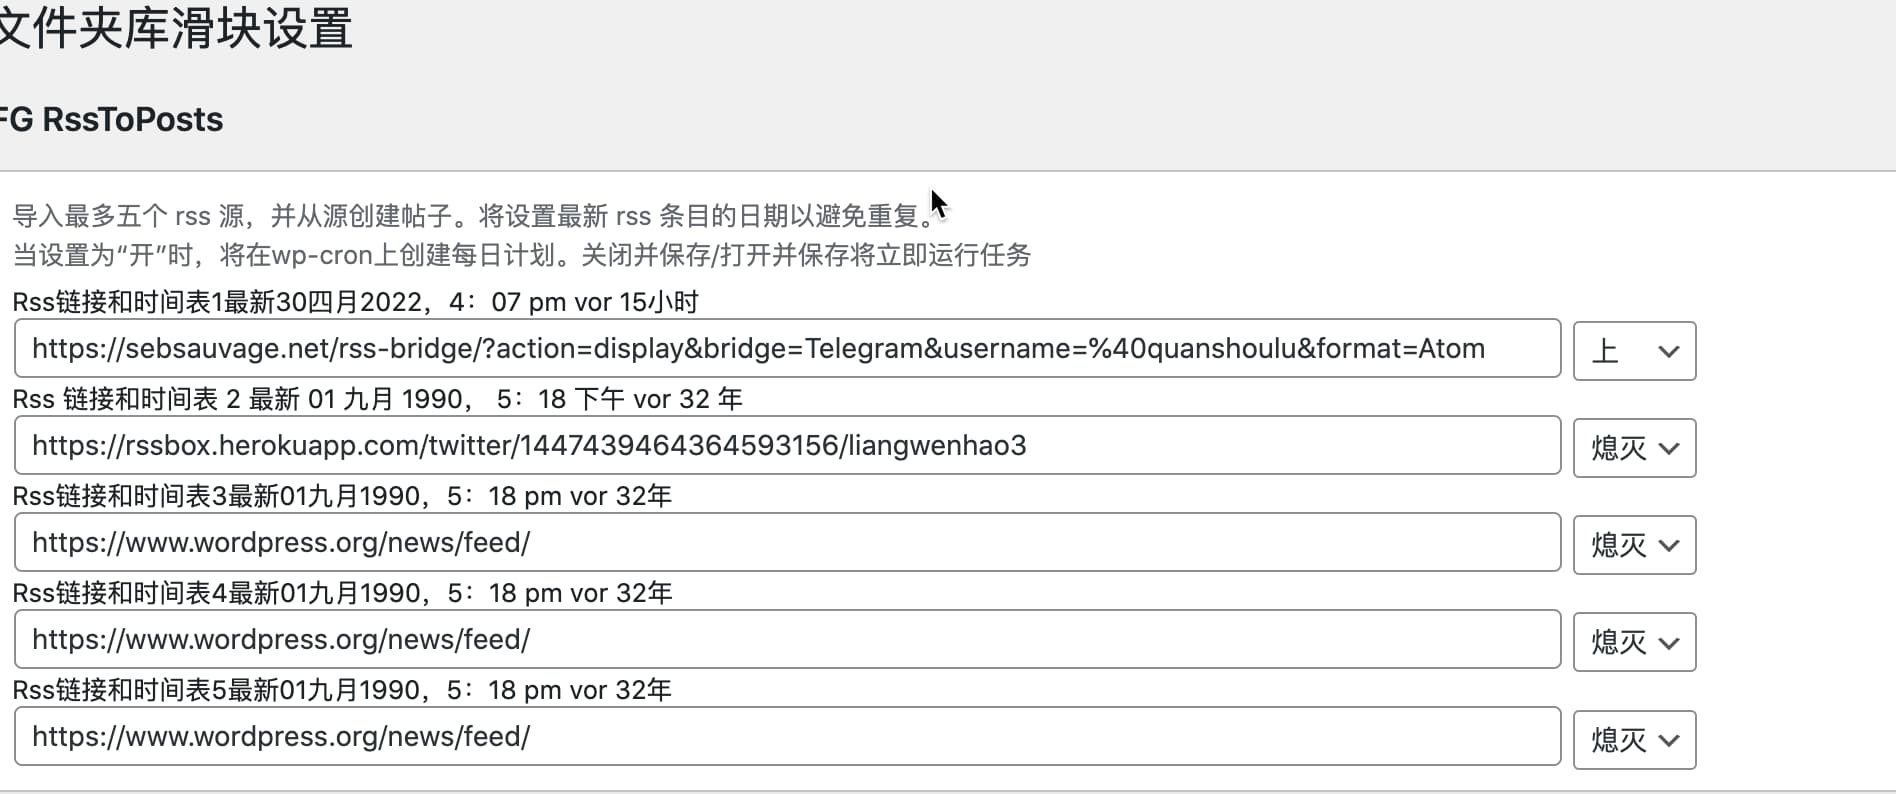 文件夹库滑块设置
FG RssToPosts
导入最多五个 rss 源，并从源创建帖子。将设置最新 rss 条目的日期以避免重复。
当设置为“开”时，将在wp-cron上创建每日计划。关闭并保存/打开并保存将立即运行任务
Rss链接和时间表1最新30四月2022，4：07 pm vor 15小时
https://sebsauvage.net/rss-bridge/?action=display&bridge=Telegram&username=%40quanshoulu&format=Atom 上
Rss 链接和时间表 2 最新 01 九月 1990， 5：18 下午 vor 32 年
https://rssbox.herokuapp.com/twitter/1447439464364593156/liangwenhao3 熄灭
Rss链接和时间表3最新01九月1990，5：18 pm vor 32年
https://www.wordpress.org/news/feed/ 熄灭
Rss链接和时间表4最新01九月1990，5：18 pm vor 32年
https://www.wordpress.org/news/feed/ 熄灭
Rss链接和时间表5最新01九月1990，5：18 pm vor 32年
https://www.wordpress.org/news/feed/ 熄灭